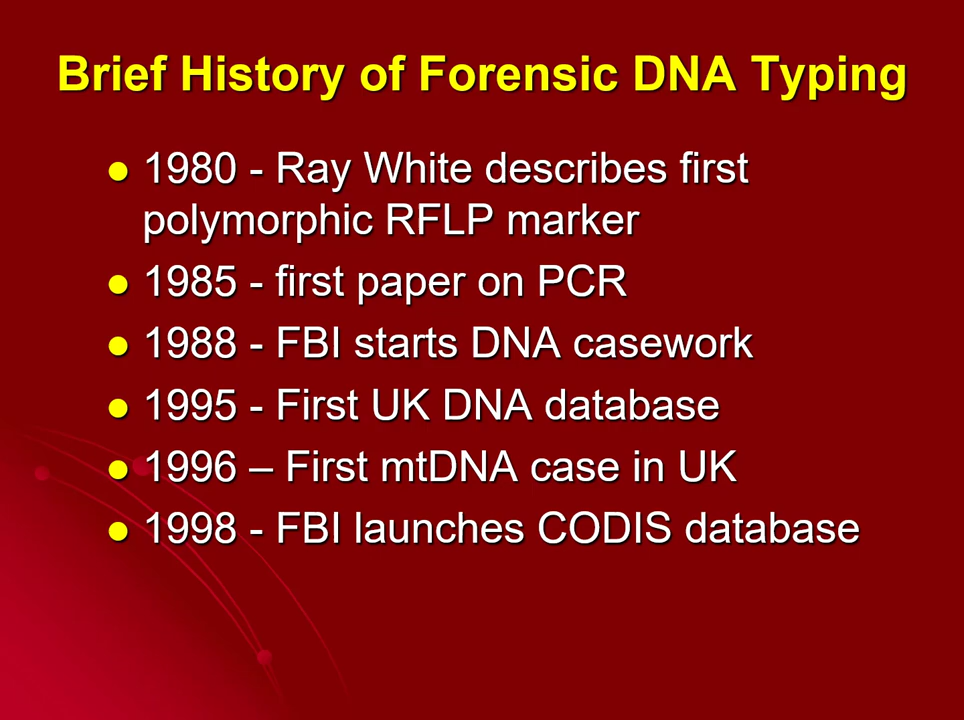 Brief History of Forensic DNA Typing
● 1980 - Ray White describes first
polymorphic RFLP marker
● 1985 - first paper on PCR
● 1988 - FBI starts DNA casework
● 1995 - First UK DNA database
● 1996 – First mtDNA case in UK
● 1998 - FBI launches CODIS database